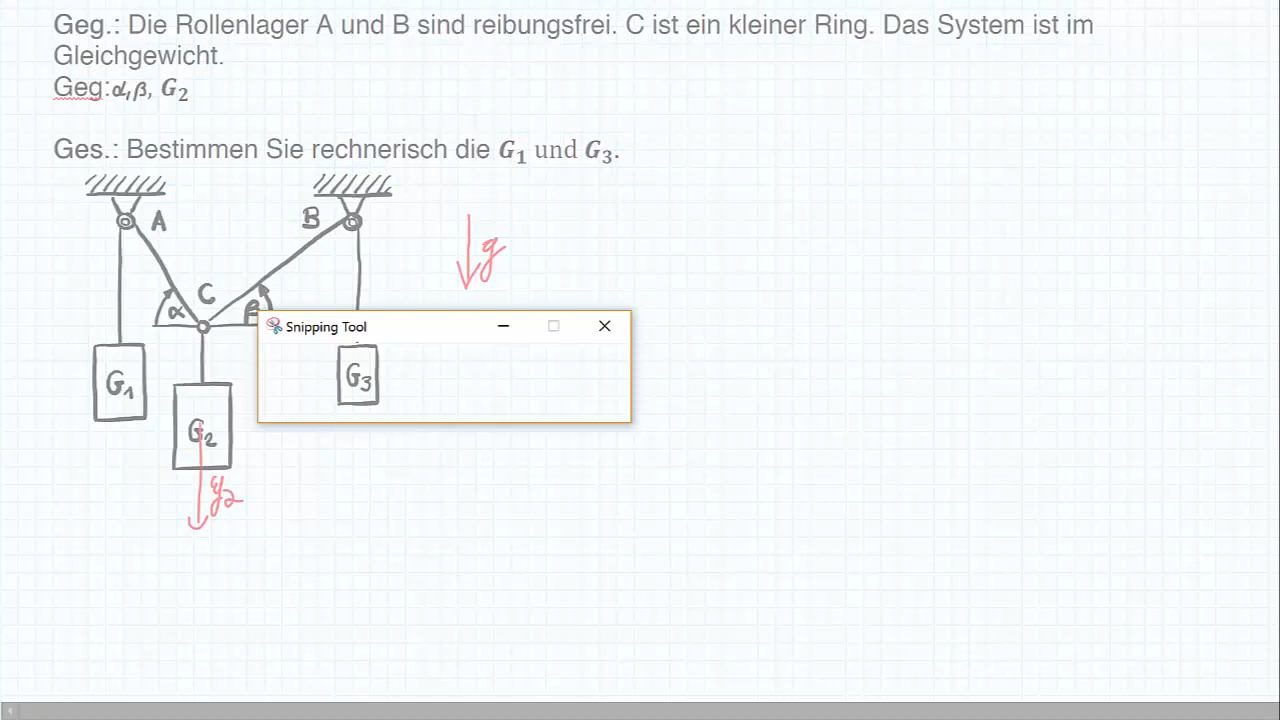 Geg.: Die Rollenlager A und B sind reibungsfrei. C ist ein kleiner Ring. Das System ist im
Gleichgewicht.
Geg:α,β, G₂
Ges.: Bestimmen Sie rechnerisch die G₁ und G₃.
A
B
g
C
α
β
Snipping Tool
G₁
G₃
G₂
y₂